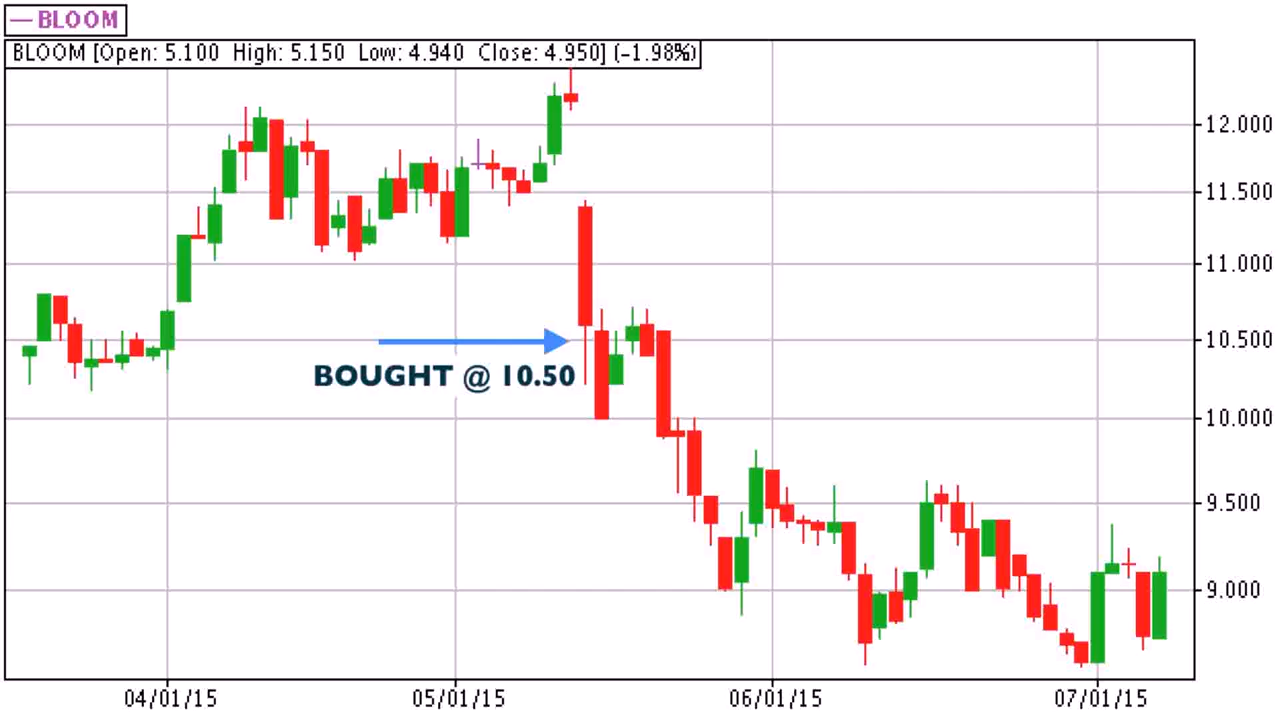 BLOOM
BLOOM [Open: 5.100 High: 5.150 Low: 4.940 Close: 4.950] (-1.98%)
12.000
11.500
11.000
10.500
BOUGHT @ 10.50
10.000
9.500
9.000
04/01/15 05/01/15 06/01/15 07/01/15